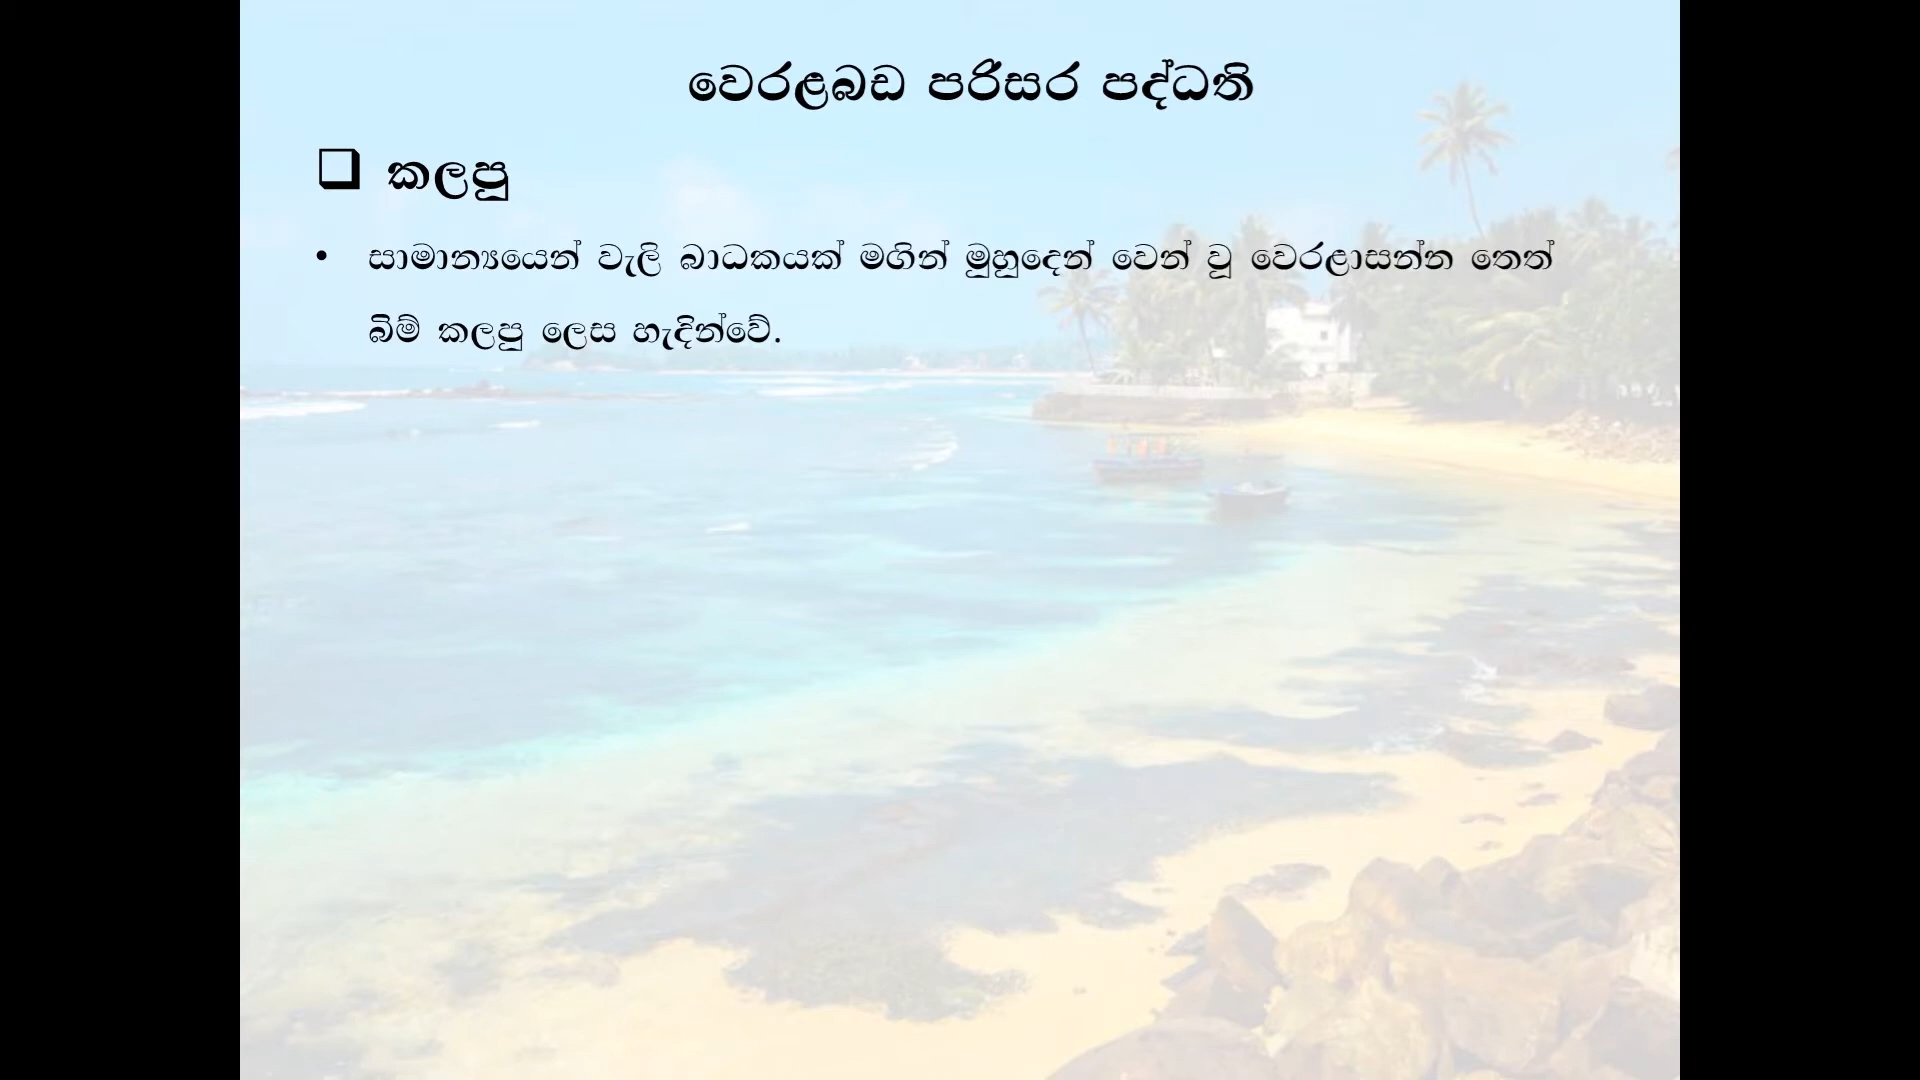 වෙරළබඩ පරිසර පද්ධති
❑ කලපු
• සාමාන්‍යයෙන් වැලි බාධකයක් මගින් මුහුදෙන් වෙන් වූ වෙරළාසන්න තෙත්
බිම් කලපු ලෙස හැදින්වේ.